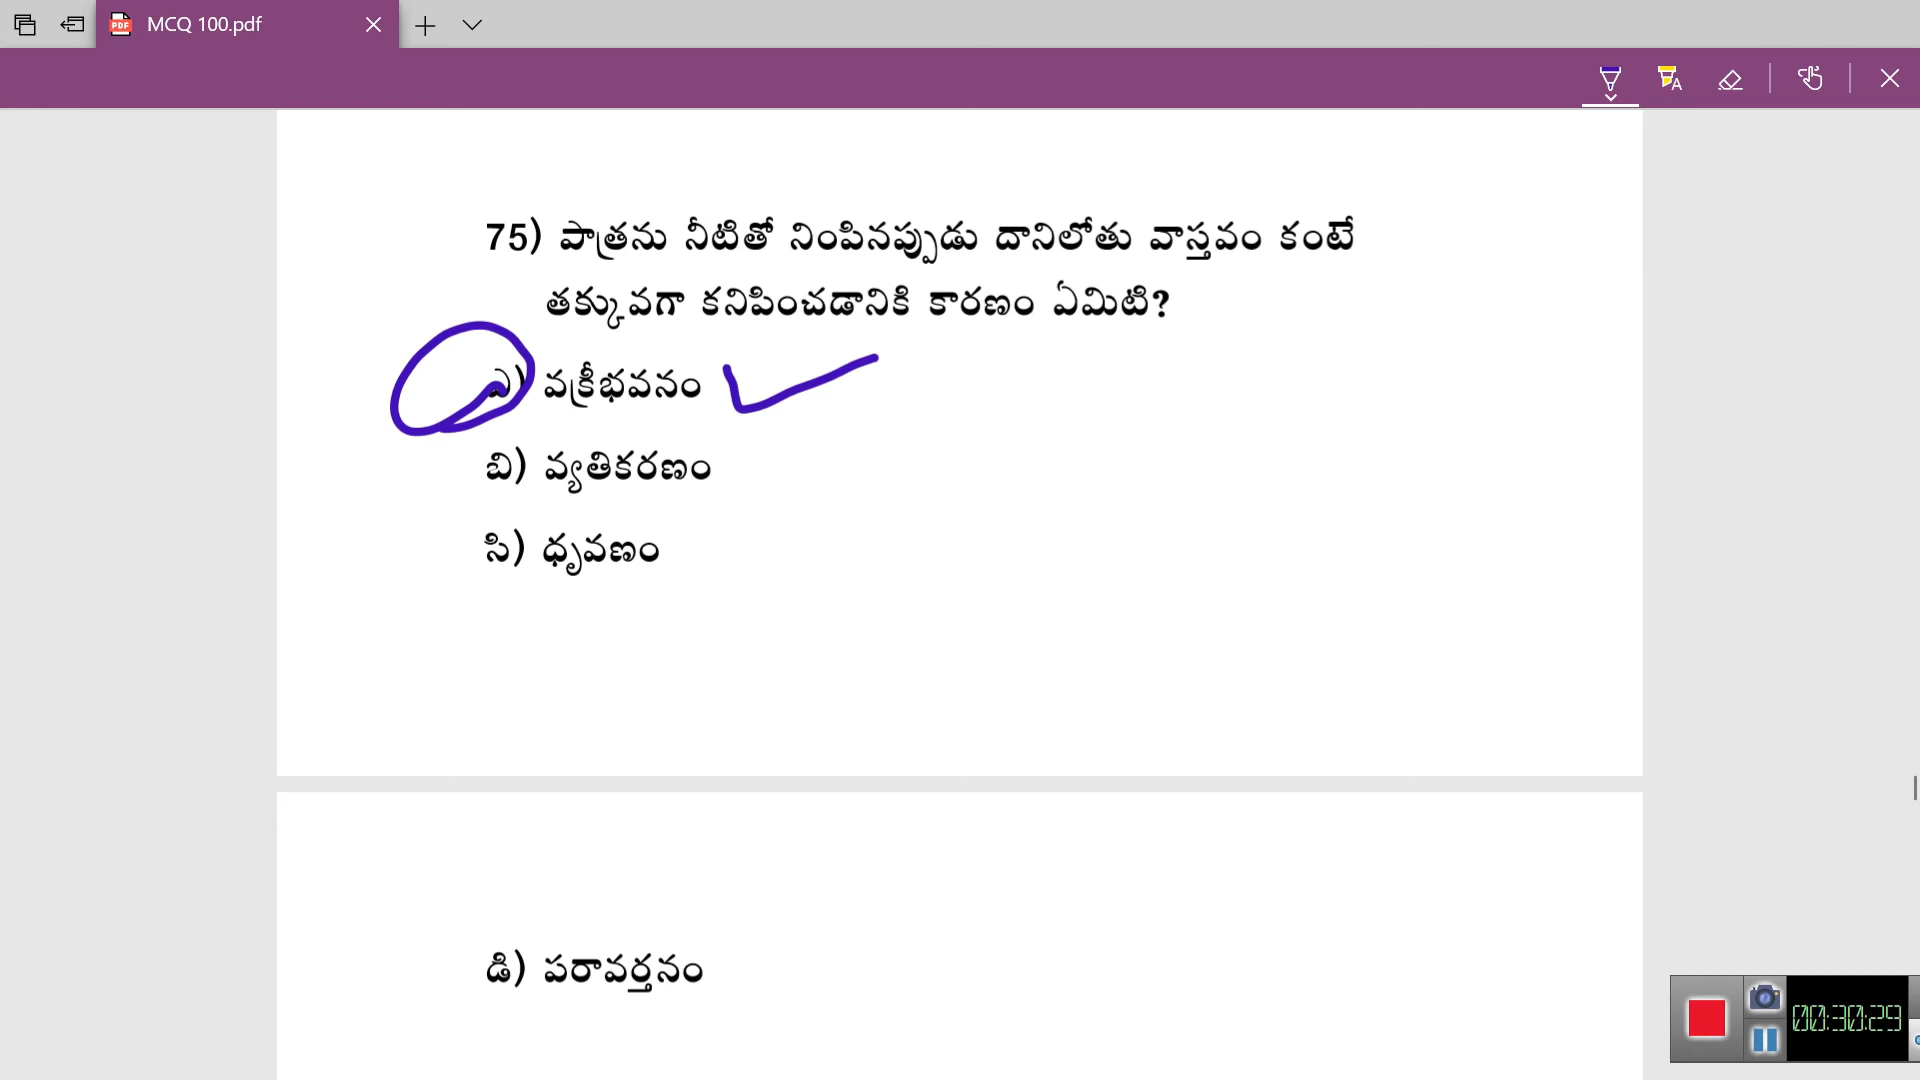 MCQ 100.pdf
75) పాత్రను నీటితో నింపినప్పుడు దానిలోతు వాస్తవం కంటే
తక్కువగా కనిపించడానికి కారణం ఏమిటి?
ఎ) వక్రీభవనం
బి) వ్యతికరణం
సి) ధృవణం
డి) పరావర్తనం
00:30:29